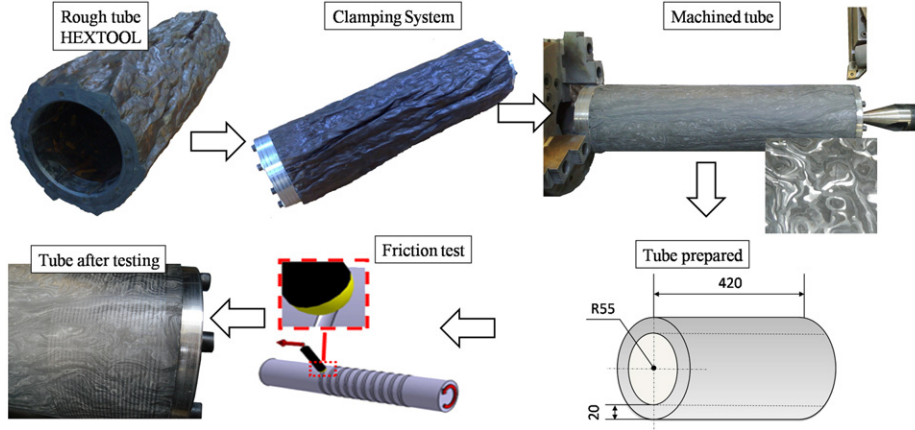 Rough tube
HEXTOOL
Clamping System
Machined tube
Tube after testing
Friction test
Tube prepared
420
R55
20